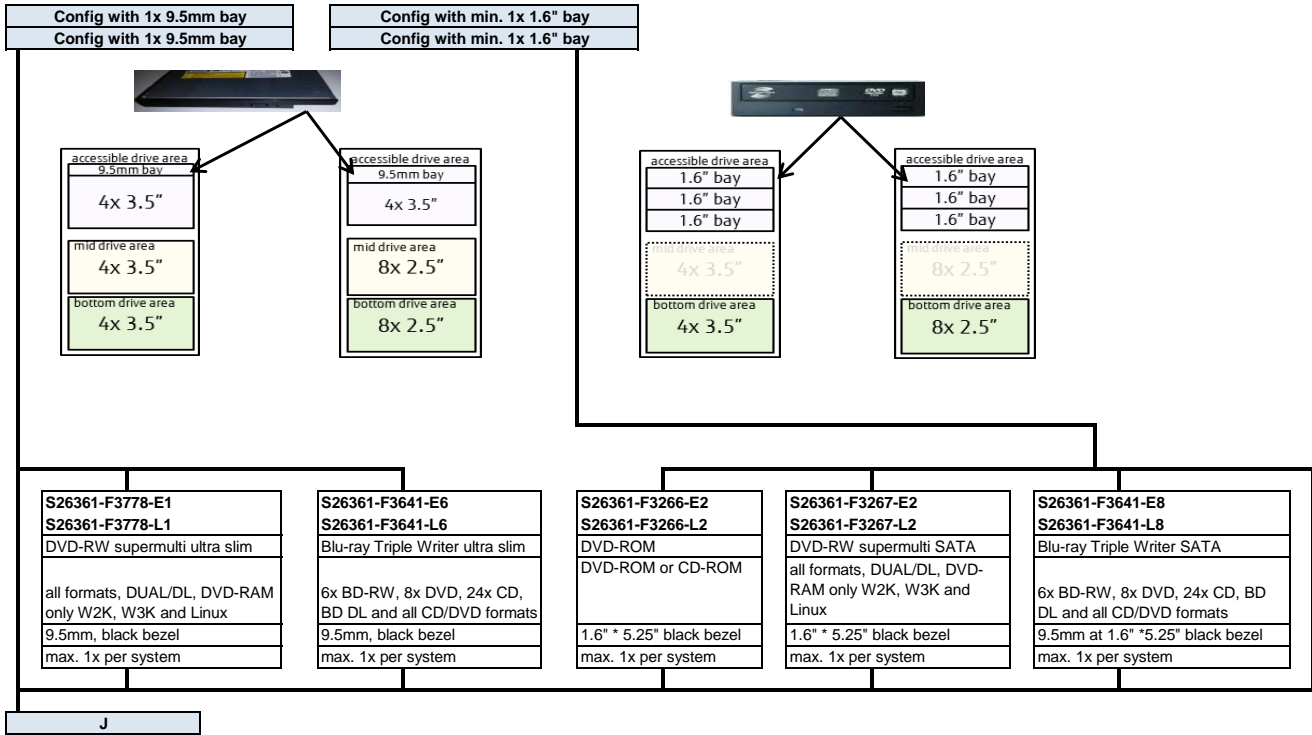 Config with 1x 9.5mm bay
Config with 1x 9.5mm bay
Config with min. 1x 1.6" bay
Config with min. 1x 1.6" bay
accessible drive area
9.5mm bay
4x 3.5”
mid drive area
4x 3.5”
bottom drive area
4x 3.5”
accessible drive area
9.5mm bay
4x 3.5”
mid drive area
8x 2.5”
bottom drive area
8x 2.5”
accessible drive area
1.6” bay
1.6” bay
1.6” bay
mid drive area
4x 3.5”
bottom drive area
4x 3.5”
accessible drive area
1.6” bay
1.6” bay
1.6” bay
mid drive area
8x 2.5”
bottom drive area
8x 2.5”
S26361-F3778-E1
S26361-F3778-L1
DVD-RW supermulti ultra slim
all formats, DUAL/DL, DVD-RAM
only W2K, W3K and Linux
9.5mm, black bezel
max. 1x per system
S26361-F3641-E6
S26361-F3641-L6
Blu-ray Triple Writer ultra slim
6x BD-RW, 8x DVD, 24x CD,
BD DL and all CD/DVD formats
9.5mm, black bezel
max. 1x per system
S26361-F3266-E2
S26361-F3266-L2
DVD-ROM
DVD-ROM or CD-ROM
1.6" * 5.25" black bezel
max. 1x per system
S26361-F3267-E2
S26361-F3267-L2
DVD-RW supermulti SATA
all formats, DUAL/DL, DVD-
RAM only W2K, W3K and
Linux
1.6" * 5.25" black bezel
max. 1x per system
S26361-F3641-E8
S26361-F3641-L8
Blu-ray Triple Writer SATA
6x BD-RW, 8x DVD, 24x CD, BD
DL and all CD/DVD formats
9.5mm at 1.6" *5.25" black bezel
max. 1x per system
J